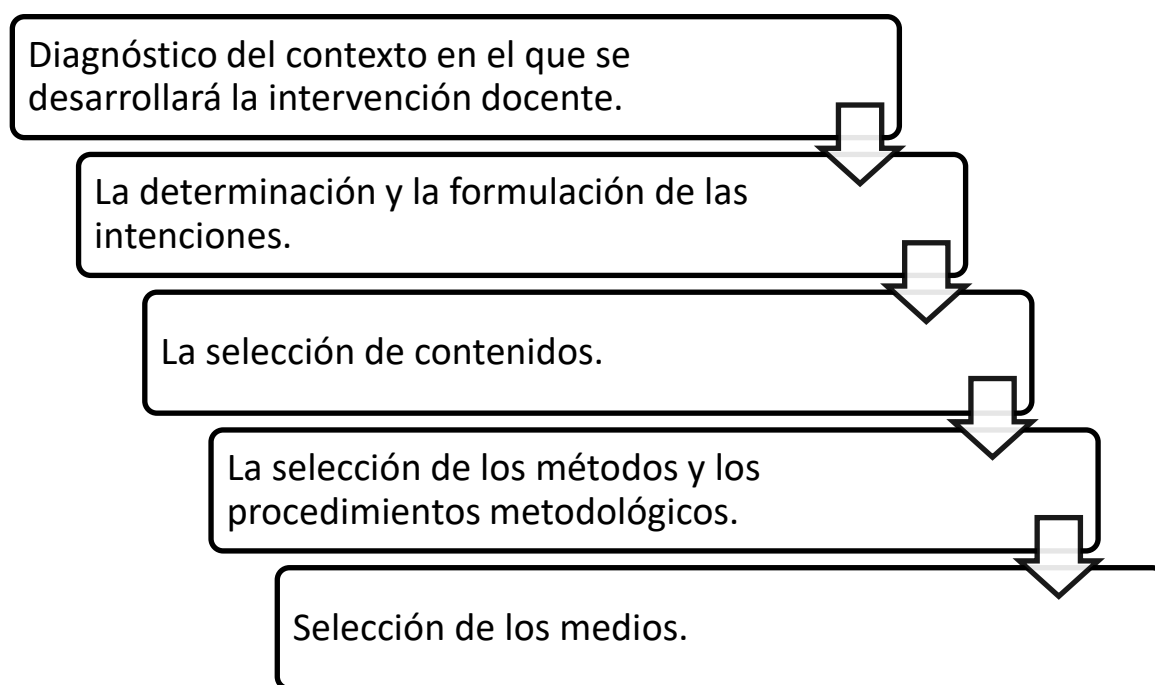 Diagnóstico del contexto en el que se
desarrollará la intervención docente.
La determinación y la formulación de las
intenciones.
La selección de contenidos.
La selección de los métodos y los
procedimientos metodológicos.
Selección de los medios.